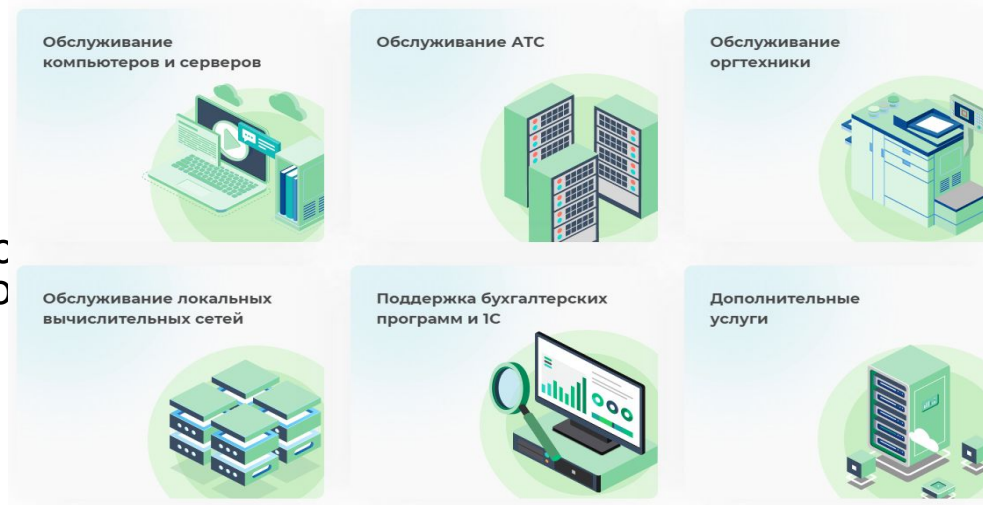 Обслуживание
компьютеров и серверов
Обслуживание АТС
Обслуживание
оргтехники
Обслуживание локальных
вычислительных сетей
Поддержка бухгалтерских
программ и 1С
Дополнительные
услуги